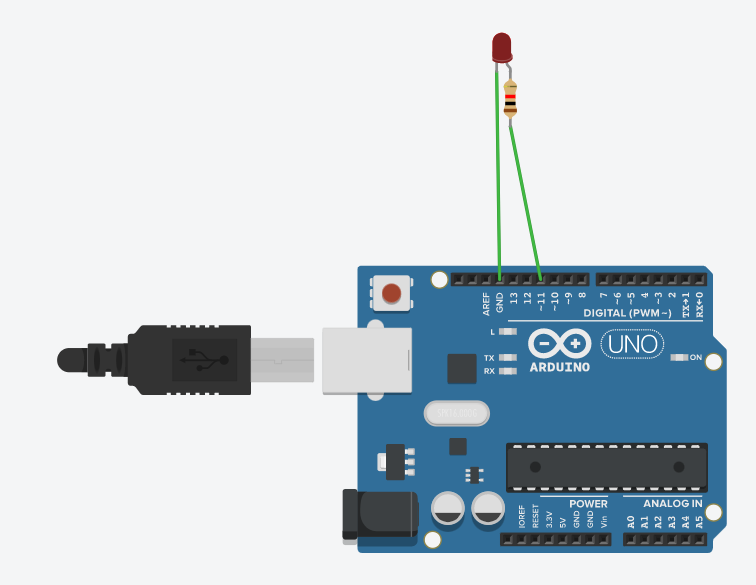 AREF
GND
13
12
~11
~10
~9
8
7
~6
~5
4
~3
2
TX→1
RX←0
DIGITAL (PWM~)
L
TX
RX
UNO
ON
ARDUINO
POWER
ANALOG IN
IOREF
RESET
3.3V
5V
GND
GND
Vin
A0
A1
A2
A3
A4
A5